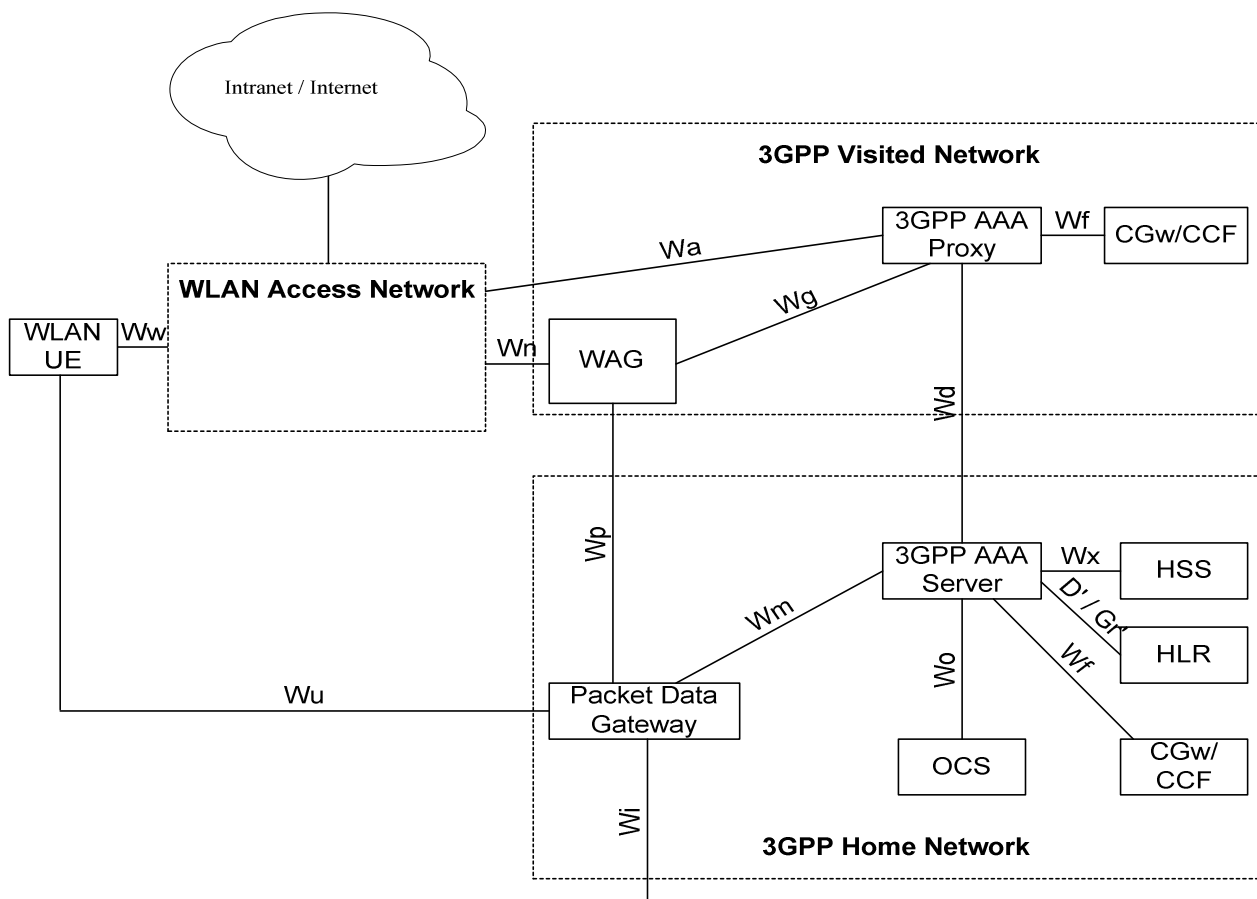 Intranet / Internet
3GPP Visited Network
3GPP AAA
Proxy
Wf
CGw/CCF
Wa
WLAN Access Network
Wg
WLAN
UE
Ww
Wn
WAG
Wd
Wp
3GPP AAA
Server
Wx
HSS
D' / Gr'
HLR
Wm
Wo
Wf
Wu
Packet Data
Gateway
OCS
CGw/
CCF
Wi
3GPP Home Network